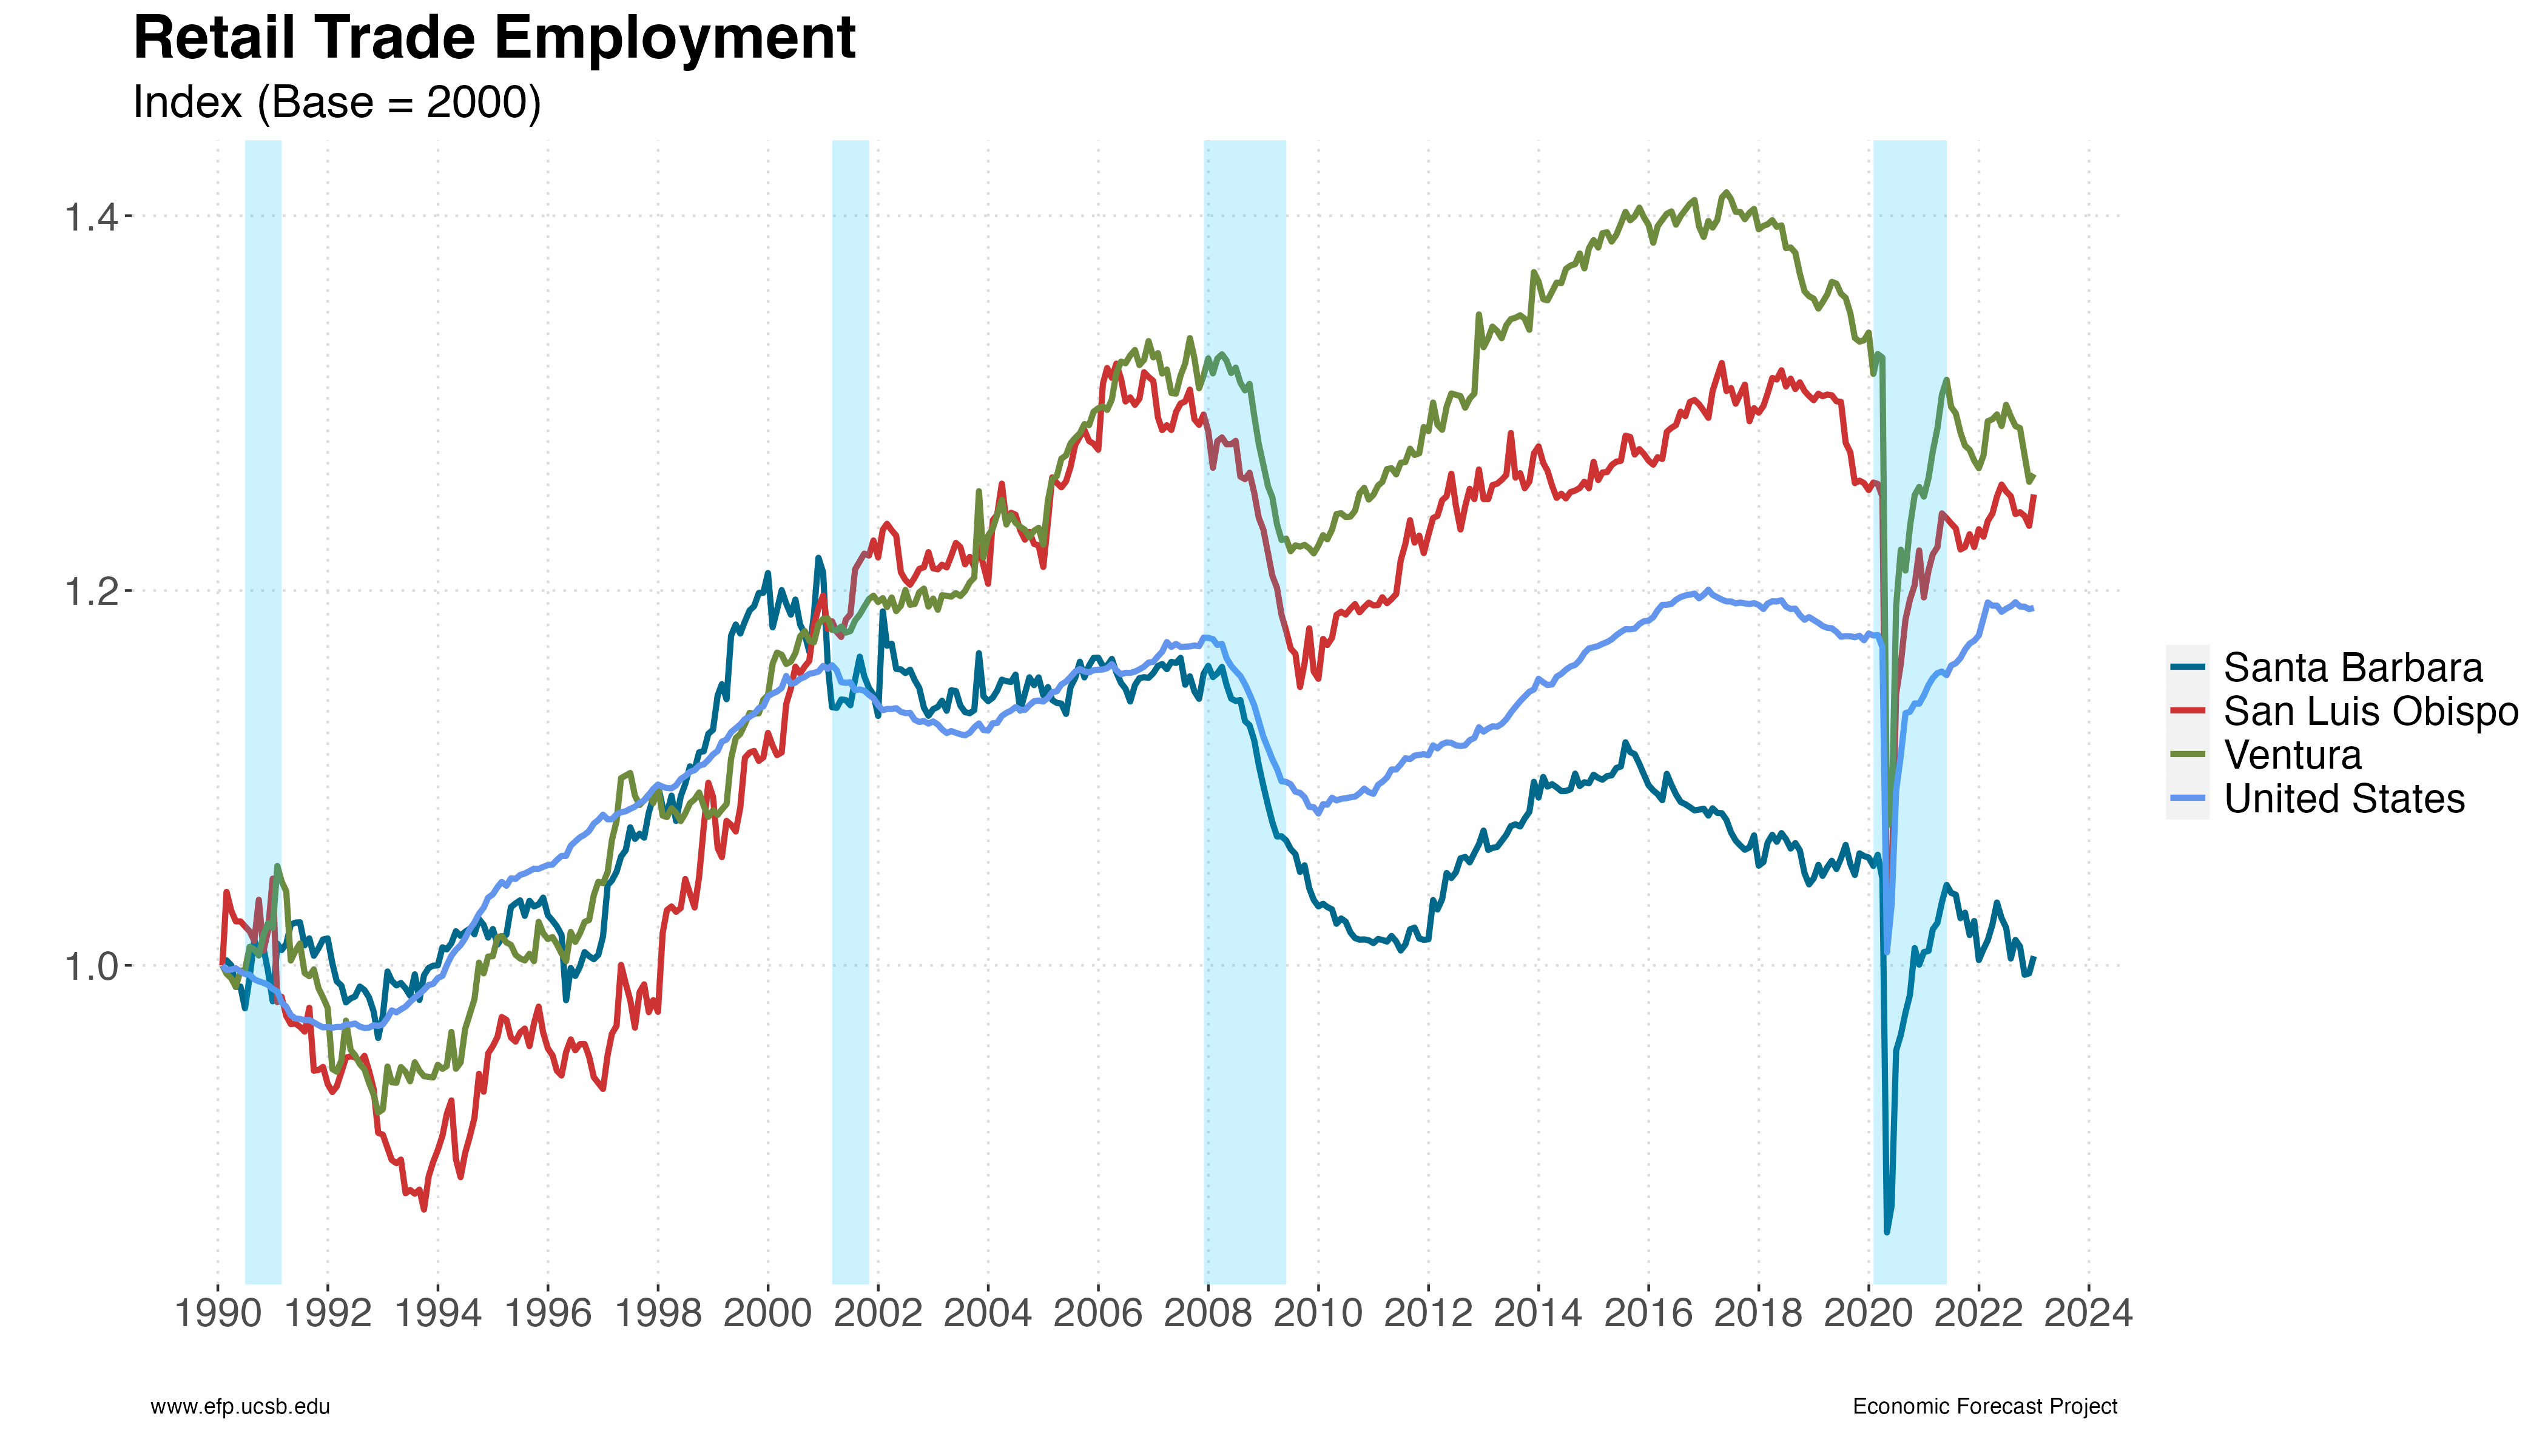 Retail Trade Employment
Index (Base = 2000)
1.4
1.2
1.0
Santa Barbara
San Luis Obispo
Ventura
United States
1990 1992 1994 1996 1998 2000 2002 2004 2006 2008 2010 2012 2014 2016 2018 2020 2022 2024
www.efp.ucsb.edu
Economic Forecast Project